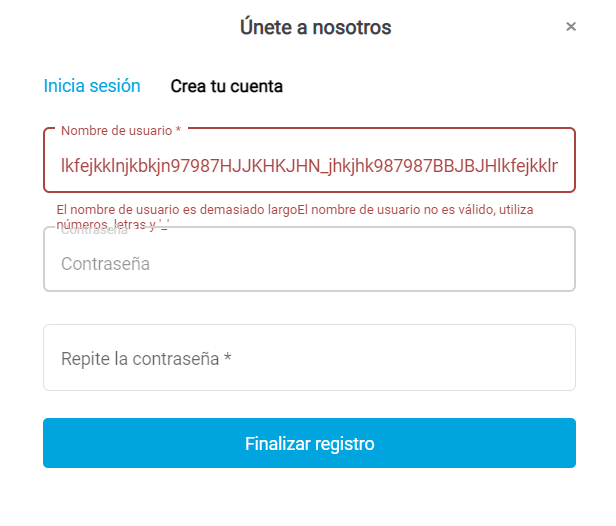 Únete a nosotros ×
Inicia sesión Crea tu cuenta
Nombre de usuario *
lkfejkklnjkbkjn97987HJJKHKJHN_jhkjhk987987BBJBJHlkfejkklr
El nombre de usuario es demasiado largoEl nombre de usuario no es válido, utiliza
números, letras y '_'
Contraseña
Contraseña
Repite la contraseña *
Finalizar registro